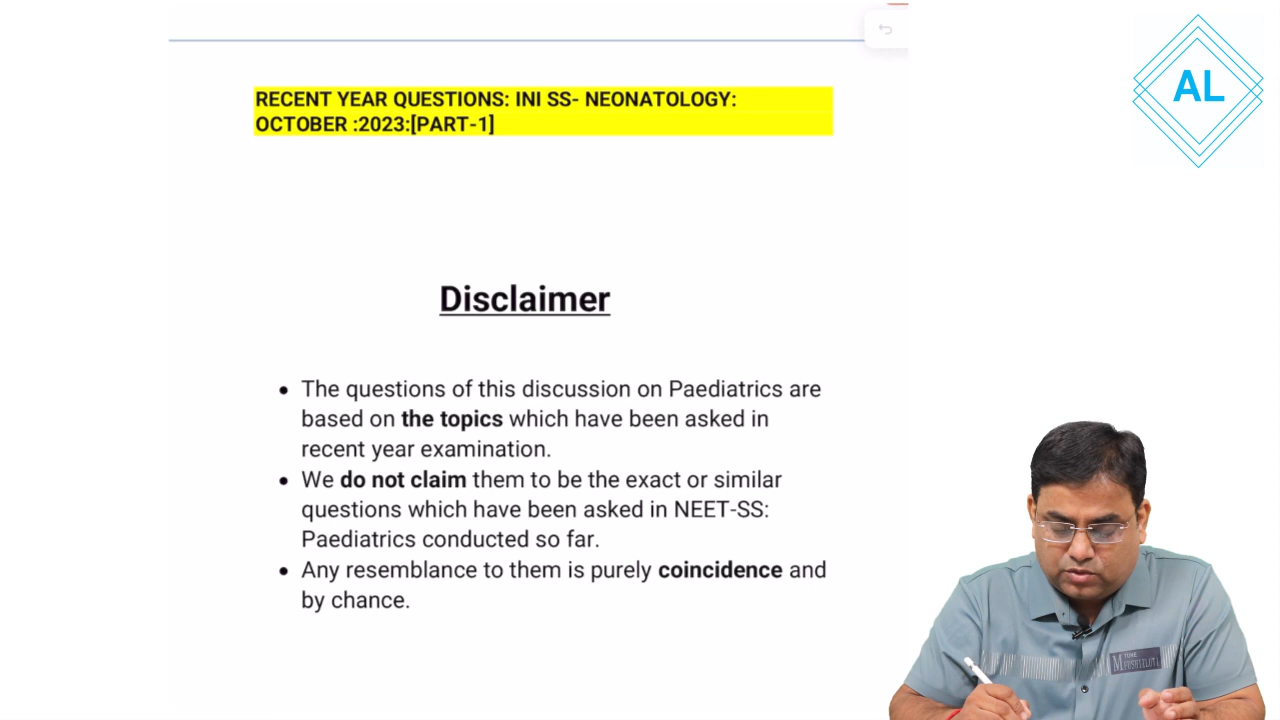 RECENT YEAR QUESTIONS: INI SS- NEONATOLOGY:
OCTOBER :2023:[PART-1]
AL
Disclaimer
• The questions of this discussion on Paediatrics are
based on the topics which have been asked in
recent year examination.
• We do not claim them to be the exact or similar
questions which have been asked in NEET-SS:
Paediatrics conducted so far.
• Any resemblance to them is purely coincidence and
by chance.